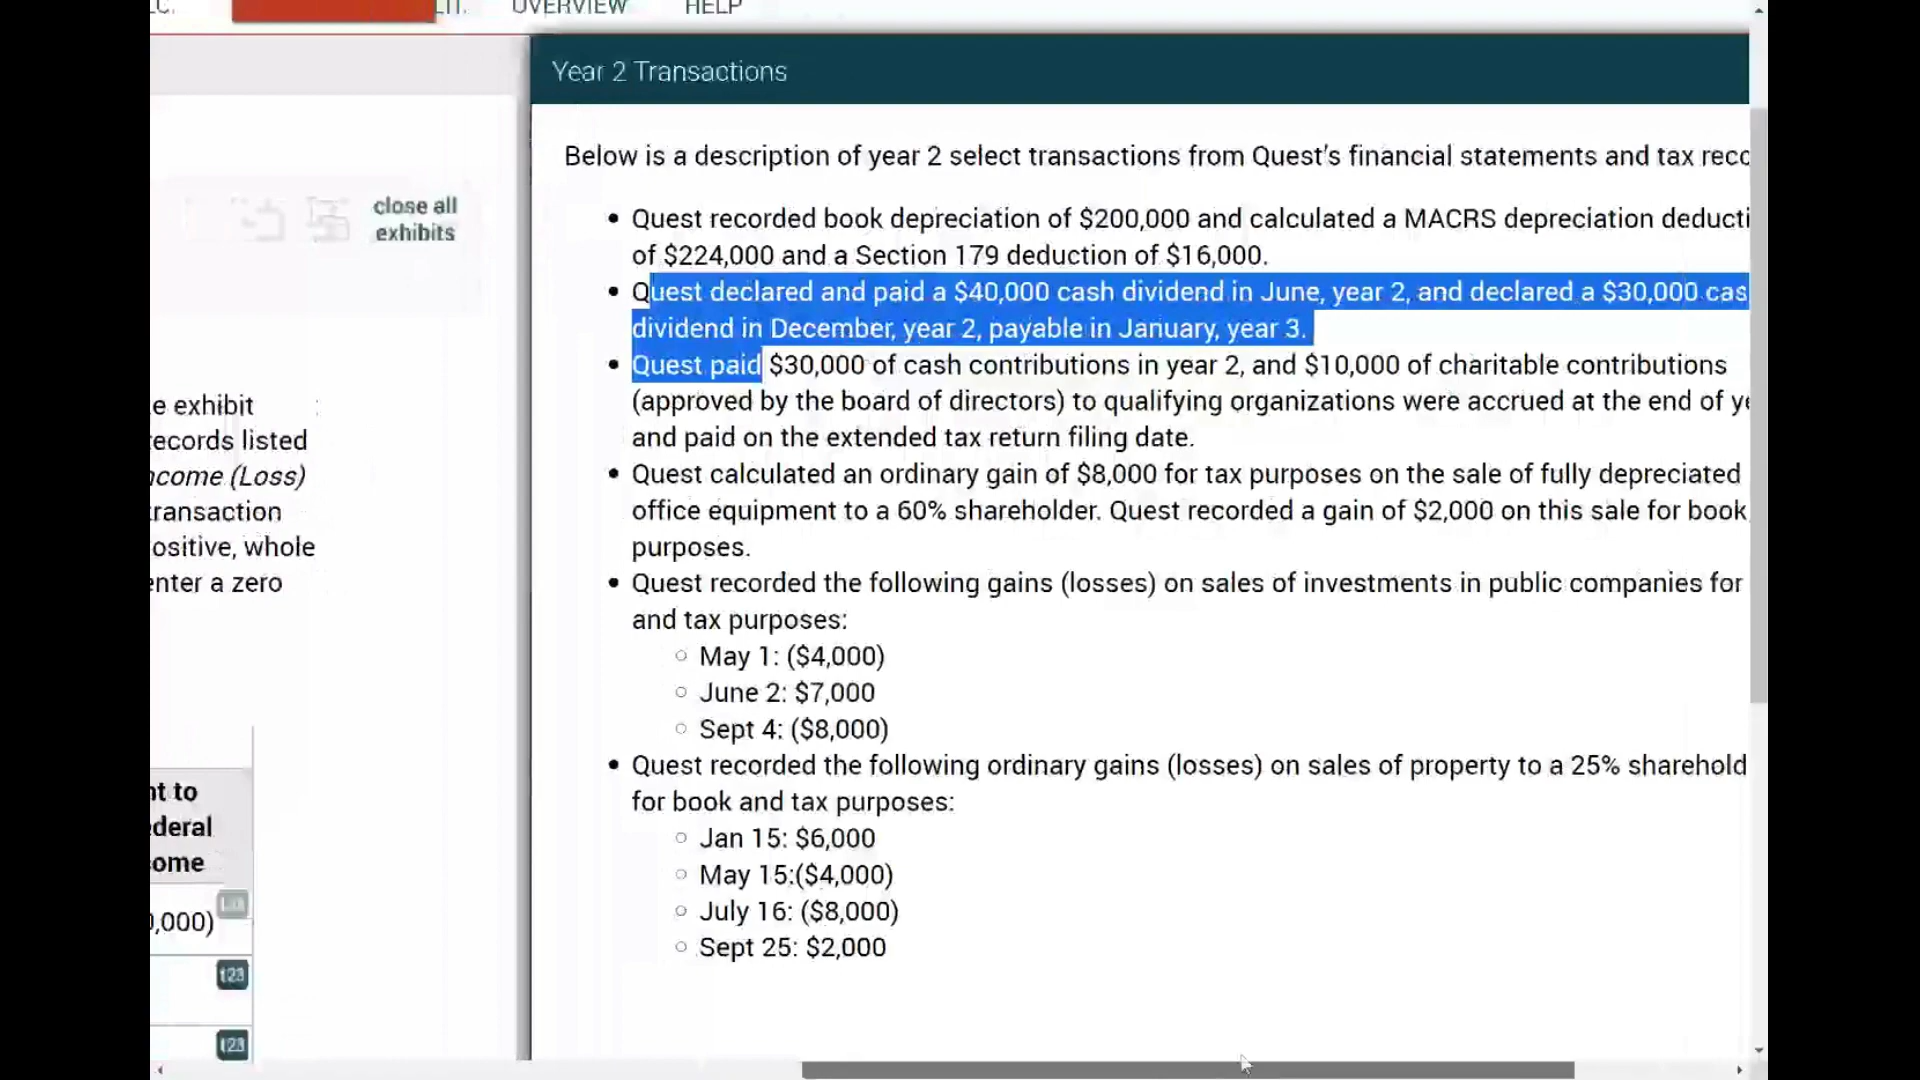 LC.
LIT. OVERVIEW HELP
Year 2 Transactions
close all
exhibits
Below is a description of year 2 select transactions from Quest's financial statements and tax reco
• Quest recorded book depreciation of $200,000 and calculated a MACRS depreciation deducti
of $224,000 and a Section 179 deduction of $16,000.
• Quest declared and paid a $40,000 cash dividend in June, year 2, and declared a $30,000 cas
dividend in December, year 2, payable in January, year 3.
• Quest paid $30,000 of cash contributions in year 2, and $10,000 of charitable contributions
(approved by the board of directors) to qualifying organizations were accrued at the end of ye
and paid on the extended tax return filing date.
• Quest calculated an ordinary gain of $8,000 for tax purposes on the sale of fully depreciated
office equipment to a 60% shareholder. Quest recorded a gain of $2,000 on this sale for book
purposes.
• Quest recorded the following gains (losses) on sales of investments in public companies for
and tax purposes:
○ May 1: ($4,000)
○ June 2: $7,000
○ Sept 4: ($8,000)
• Quest recorded the following ordinary gains (losses) on sales of property to a 25% sharehold
for book and tax purposes:
○ Jan 15: $6,000
○ May 15:($4,000)
○ July 16: ($8,000)
○ Sept 25: $2,000
e exhibit
ecords listed
ncome (Loss)
transaction
ositive, whole
enter a zero
nt to
ederal
come
0,000)
123
123